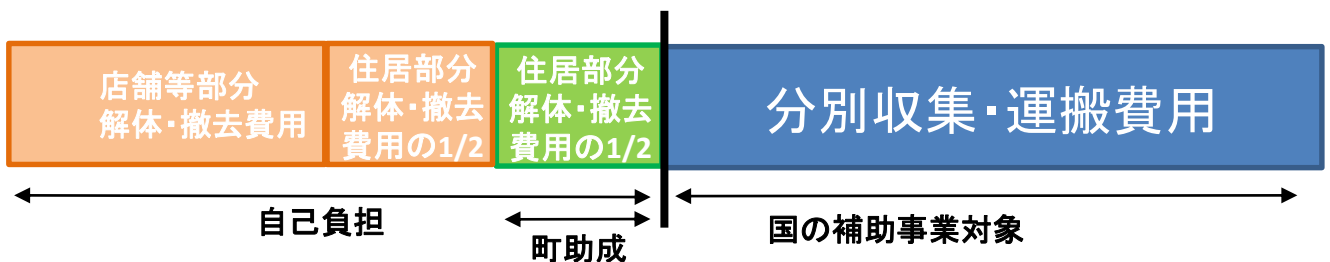 店舗等部分
解体・撤去費用
住居部分
解体・撤去
費用の1/2
住居部分
解体・撤去
費用の1/2
分別収集・運搬費用
自己負担
町助成
国の補助事業対象